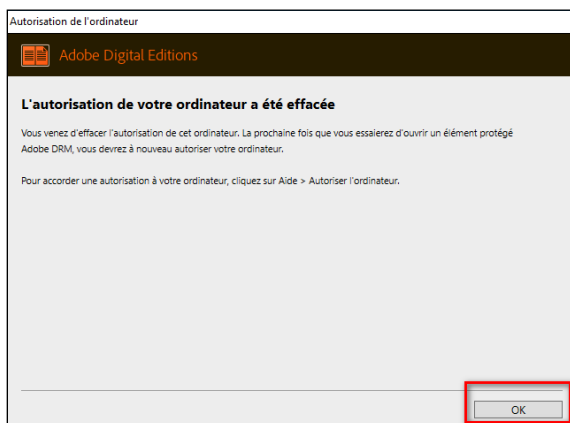 Autorisation de l'ordinateur
Adobe Digital Editions
L'autorisation de votre ordinateur a été effacée
Vous venez d'effacer l'autorisation de cet ordinateur. La prochaine fois que vous essaierez d'ouvrir un élément protégé
Adobe DRM, vous devrez à nouveau autoriser votre ordinateur.
Pour accorder une autorisation à votre ordinateur, cliquez sur Aide > Autoriser l'ordinateur.
OK